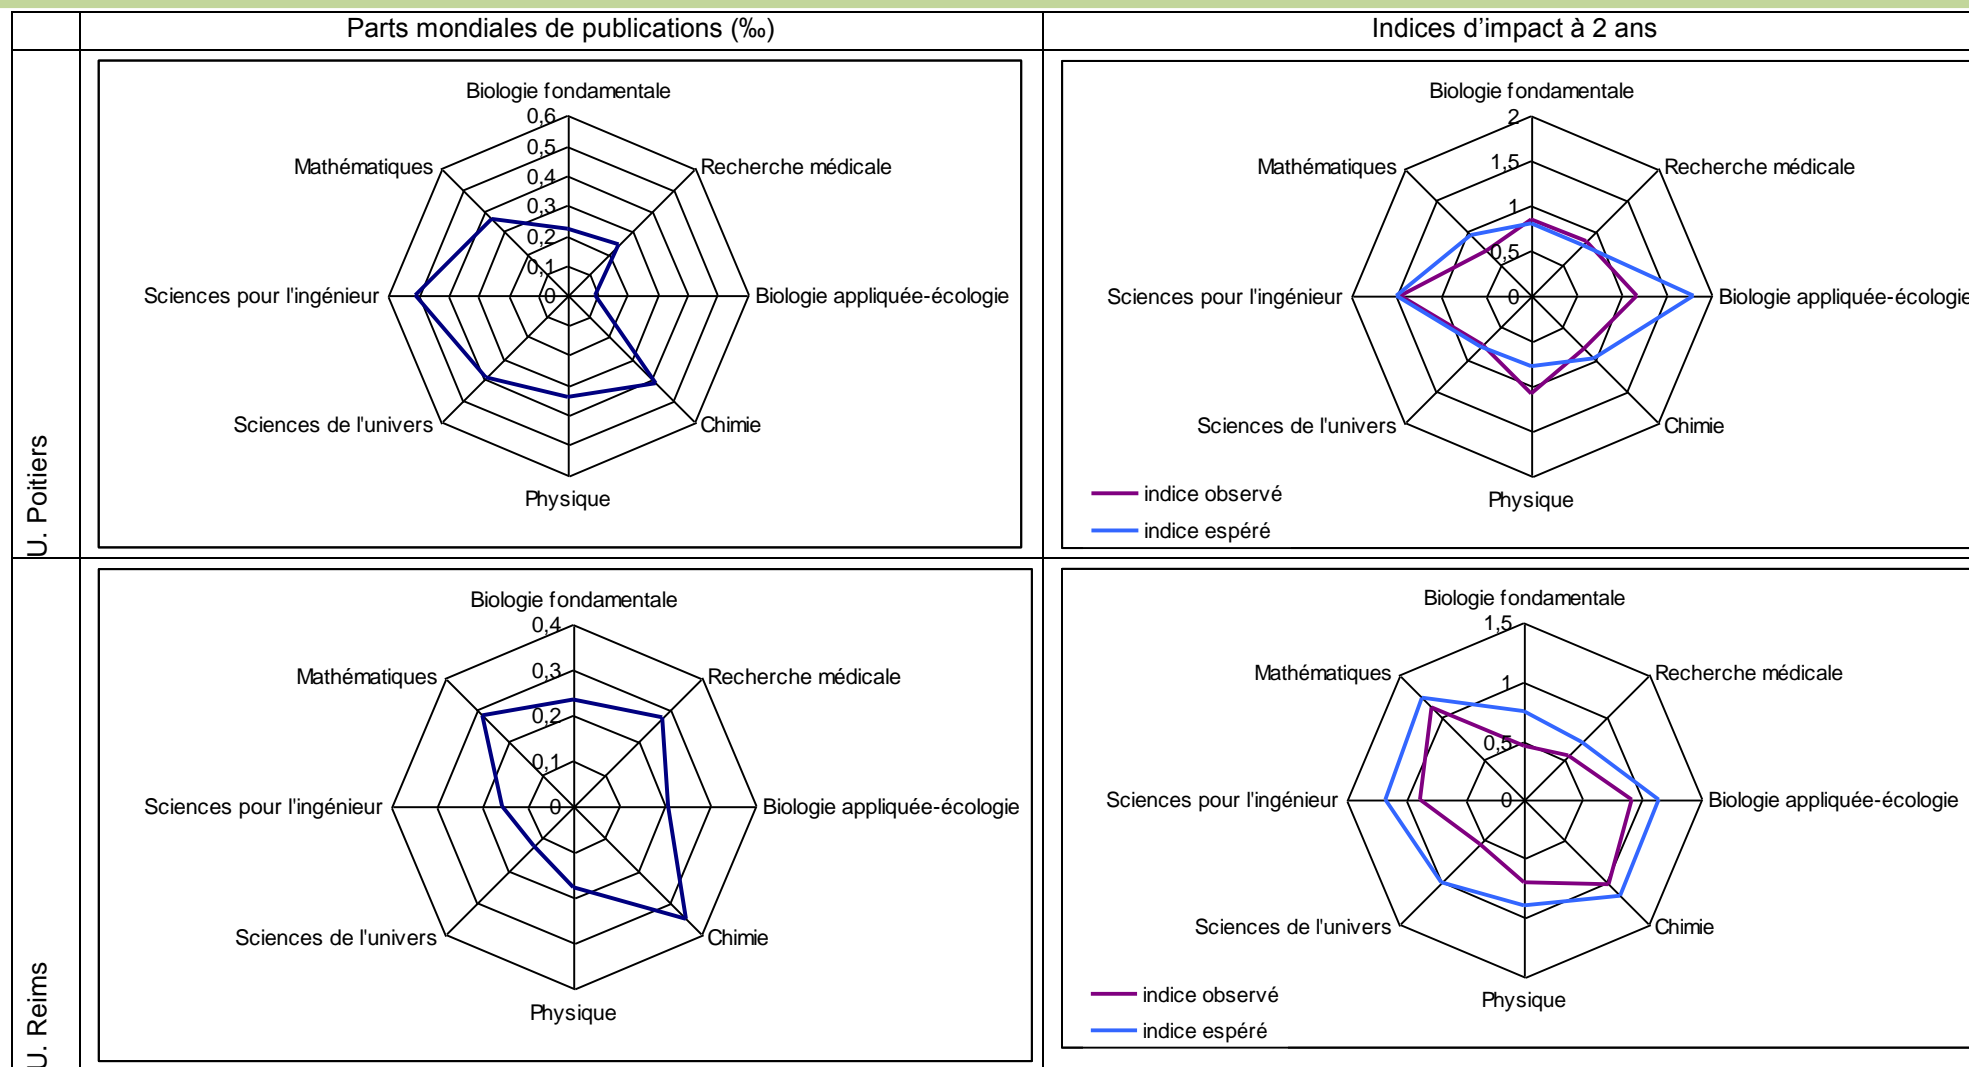 Parts mondiales de publications (‰)
Indices d'impact à 2 ans
U. Poitiers
Biologie fondamentale
0,6
0,5
0,4
0,3
0,2
0,1
0
Mathématiques
Recherche médicale
Sciences pour l'ingénieur
Biologie appliquée-écologie
Sciences de l'univers
Chimie
Physique
Biologie fondamentale
2
1,5
1
0,5
0
Mathématiques
Recherche médicale
Sciences pour l'ingénieur
Biologie appliquée-écologie
Sciences de l'univers
Chimie
Physique
indice observé
indice espéré
U. Reims
Biologie fondamentale
0,4
0,3
0,2
0,1
0
Mathématiques
Recherche médicale
Sciences pour l'ingénieur
Biologie appliquée-écologie
Sciences de l'univers
Chimie
Physique
Biologie fondamentale
1,5
1
0,5
0
Mathématiques
Recherche médicale
Sciences pour l'ingénieur
Biologie appliquée-écologie
Sciences de l'univers
Chimie
Physique
indice observé
indice espéré